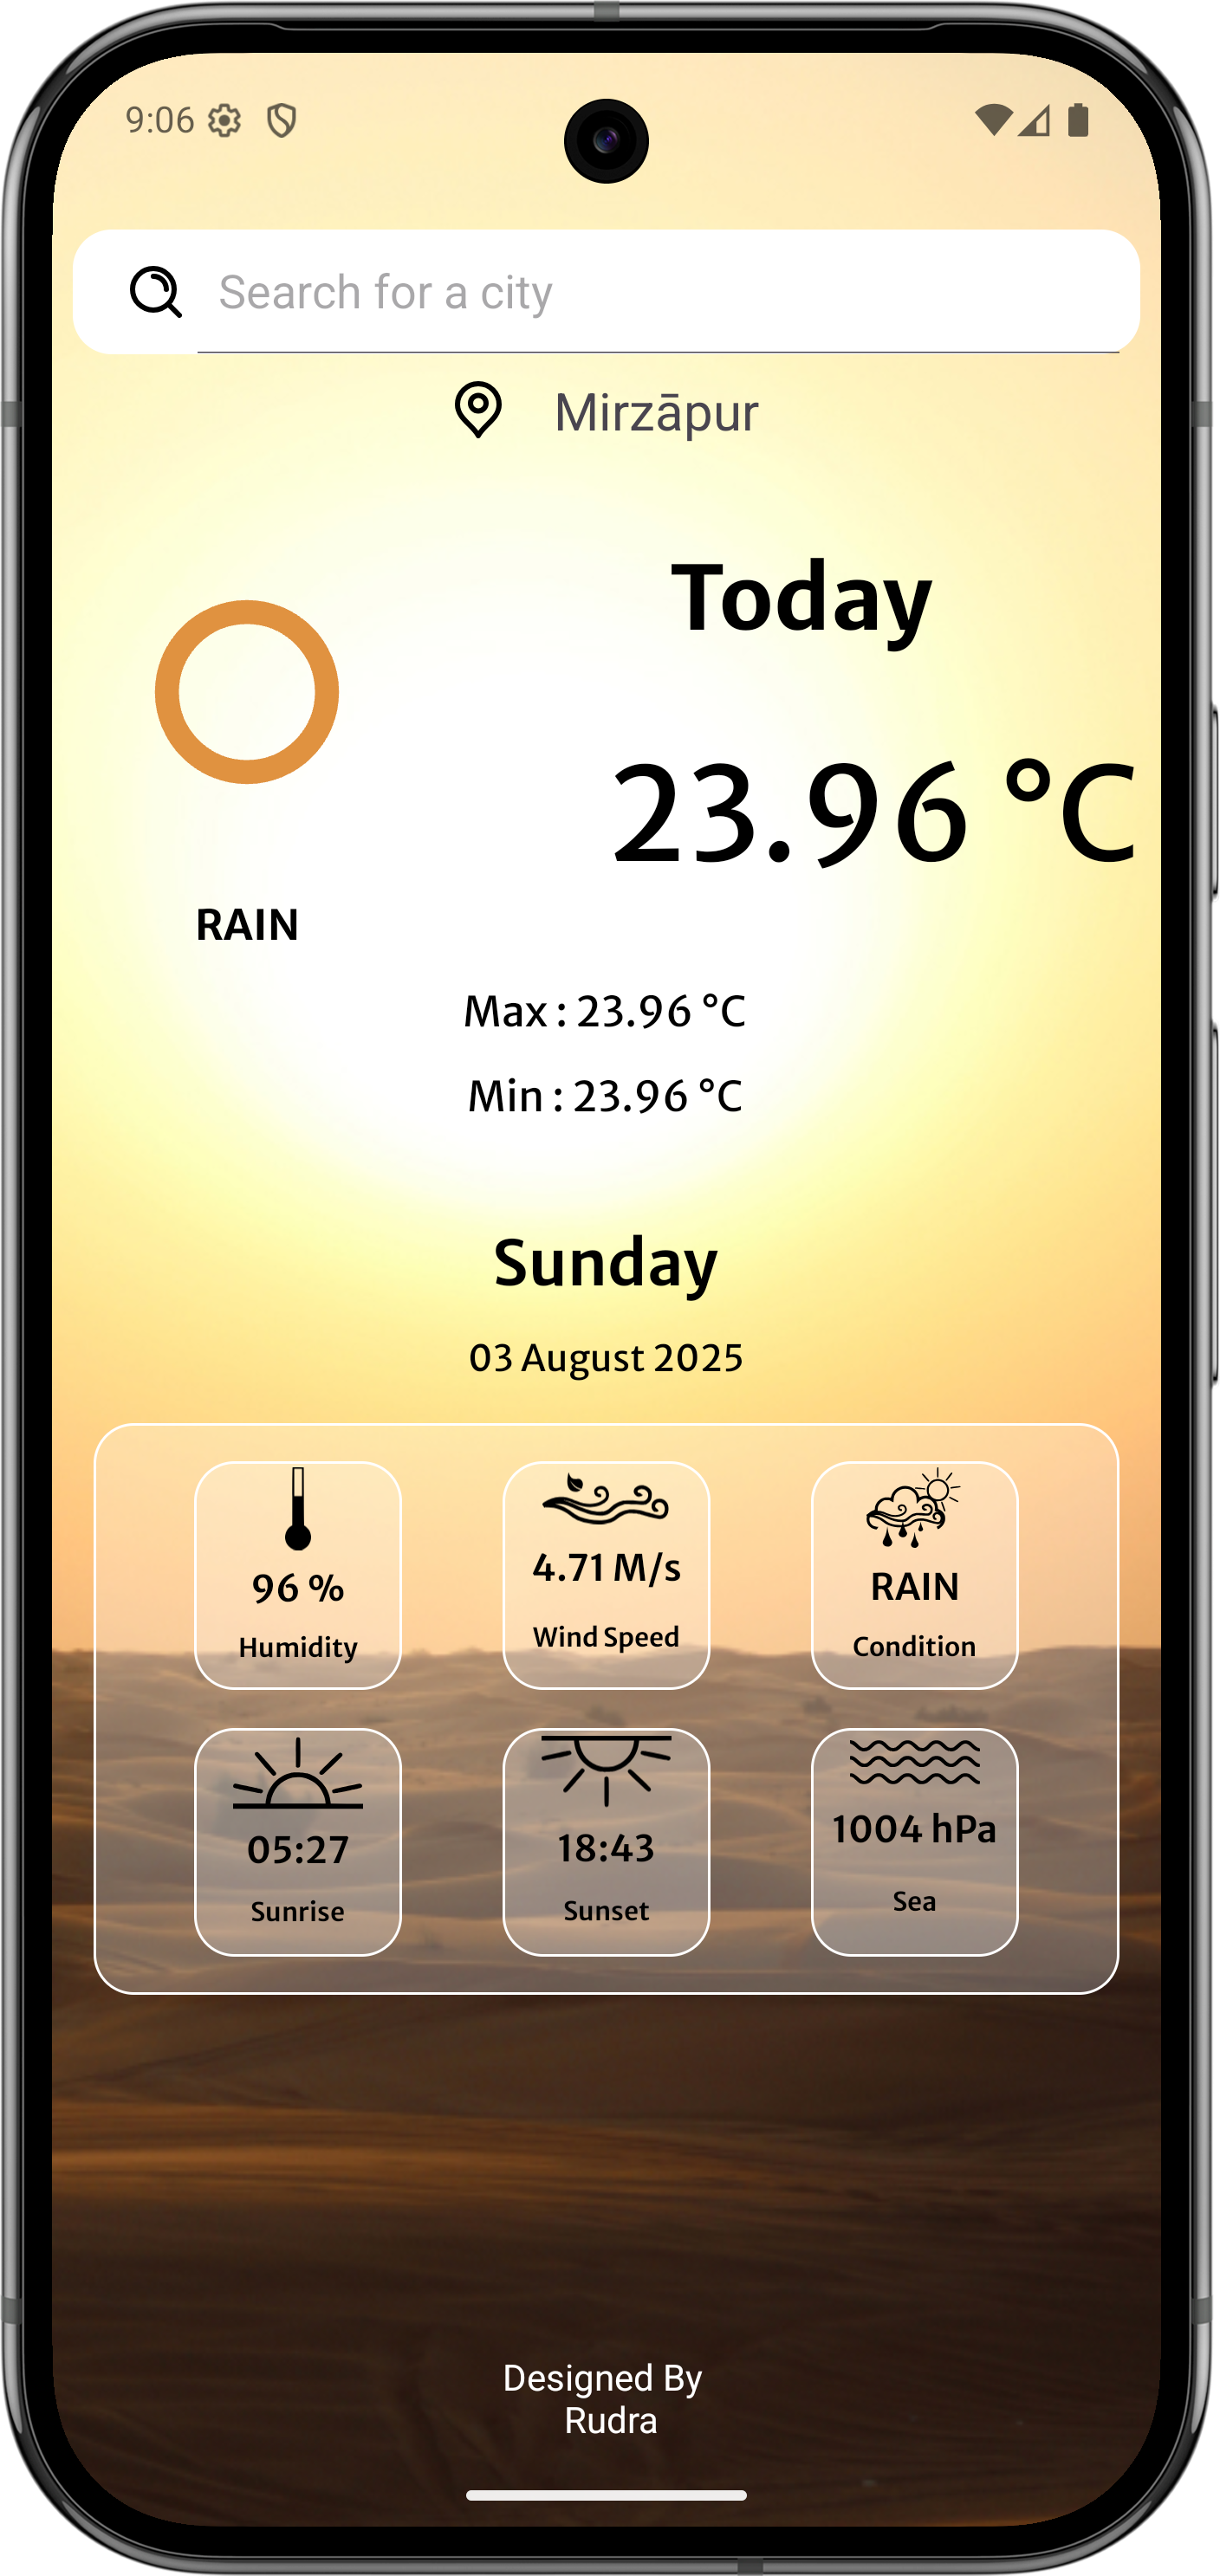 9:06
Search for a city
Mirzāpur
Today
23.96 °C
RAIN
Max : 23.96 °C
Min : 23.96 °C
Sunday
03 August 2025
96 %
Humidity
4.71 M/s
Wind Speed
RAIN
Condition
05:27
Sunrise
18:43
Sunset
1004 hPa
Sea
Designed By
Rudra